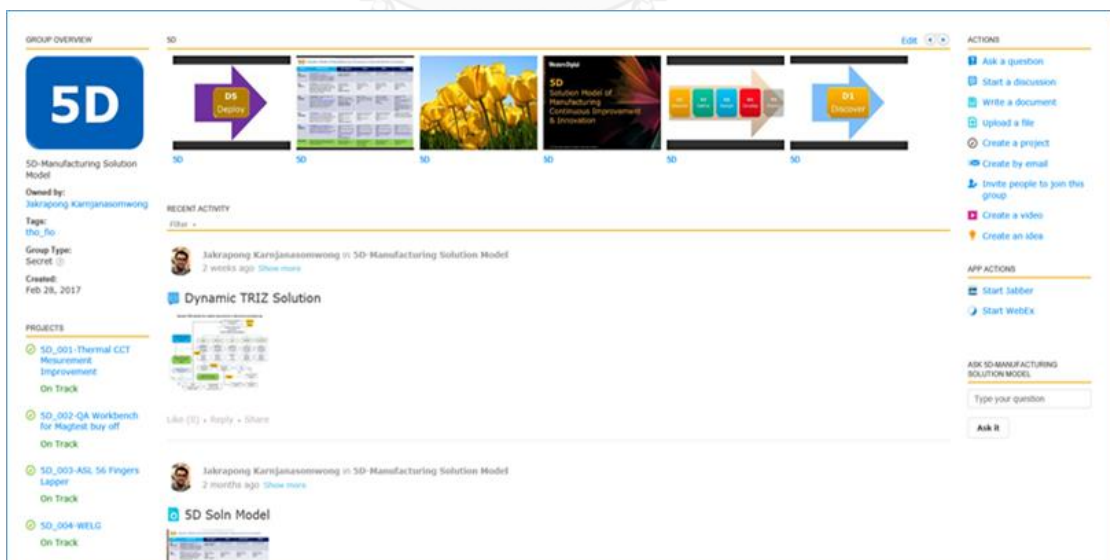 GROUP OVERVIEW
5D
5D-Manufacturing Solution
Model
Owned by:
Jakrapong Karnjanasomwong
Tags:
tho_fio
Group Type:
Secret
Created:
Feb 28, 2017
PROJECTS
5D_001-Thermal CCT
Mesurement
Improvement
On Track
5D_002-QA Workbench
for Magtest buy off
On Track
5D_003-ASL 56 Fingers
Lapper
On Track
5D_004-WELG
On Track
5D
Edit
D5
Deploy
Western Digital
5D
Solution Model of
Manufacturing
Continuous Improvement
& Innovation
D1
Discover
5D
5D
5D
5D
5D
5D
RECENT ACTIVITY
Filter
Jakrapong Karnjanasomwong in 5D-Manufacturing Solution Model
2 weeks ago Show more
Dynamic TRIZ Solution
Like (0) • Reply • Share
Jakrapong Karnjanasomwong in 5D-Manufacturing Solution Model
2 months ago Show more
5D Soln Model
ACTIONS
Ask a question
Start a discussion
Write a document
Upload a file
Create a project
Create by email
Invite people to join this
group
Create a video
Create an idea
APP ACTIONS
Start Jabber
Start WebEx
ASK 5D-MANUFACTURING
SOLUTION MODEL
Type your question
Ask it